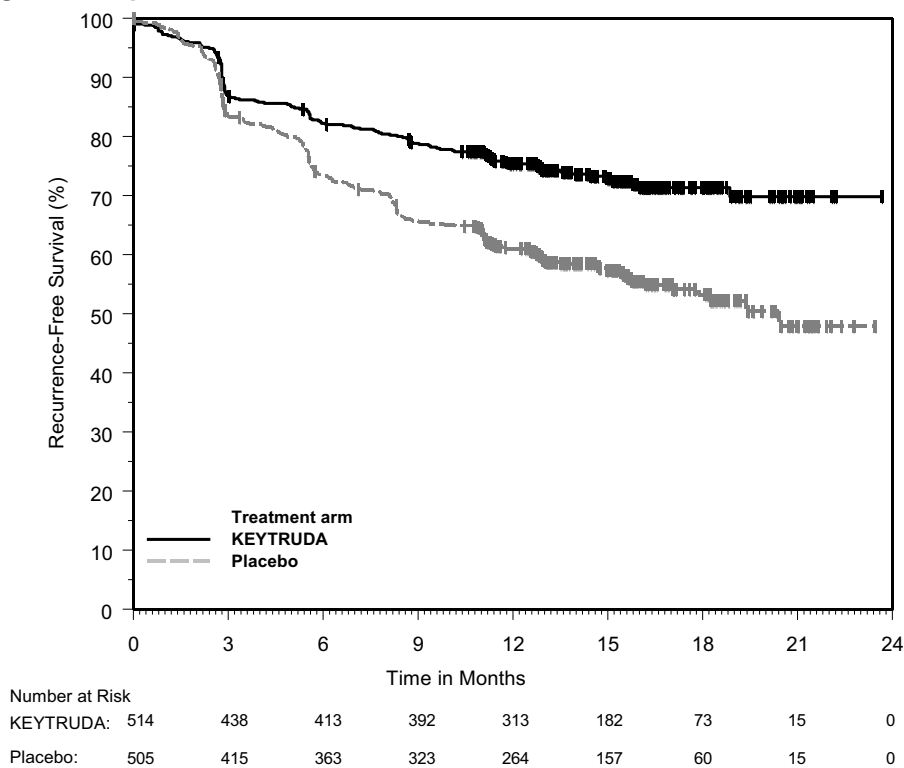 100
90
80
70
60
50
40
30
20
10
0
Recurrence-Free Survival (%)
Treatment arm
KEYTRUDA
Placebo
0 3 6 9 12 15 18 21 24
Time in Months
Number at Risk
KEYTRUDA: 514 438 413 392 313 182 73 15 0
Placebo: 505 415 363 323 264 157 60 15 0